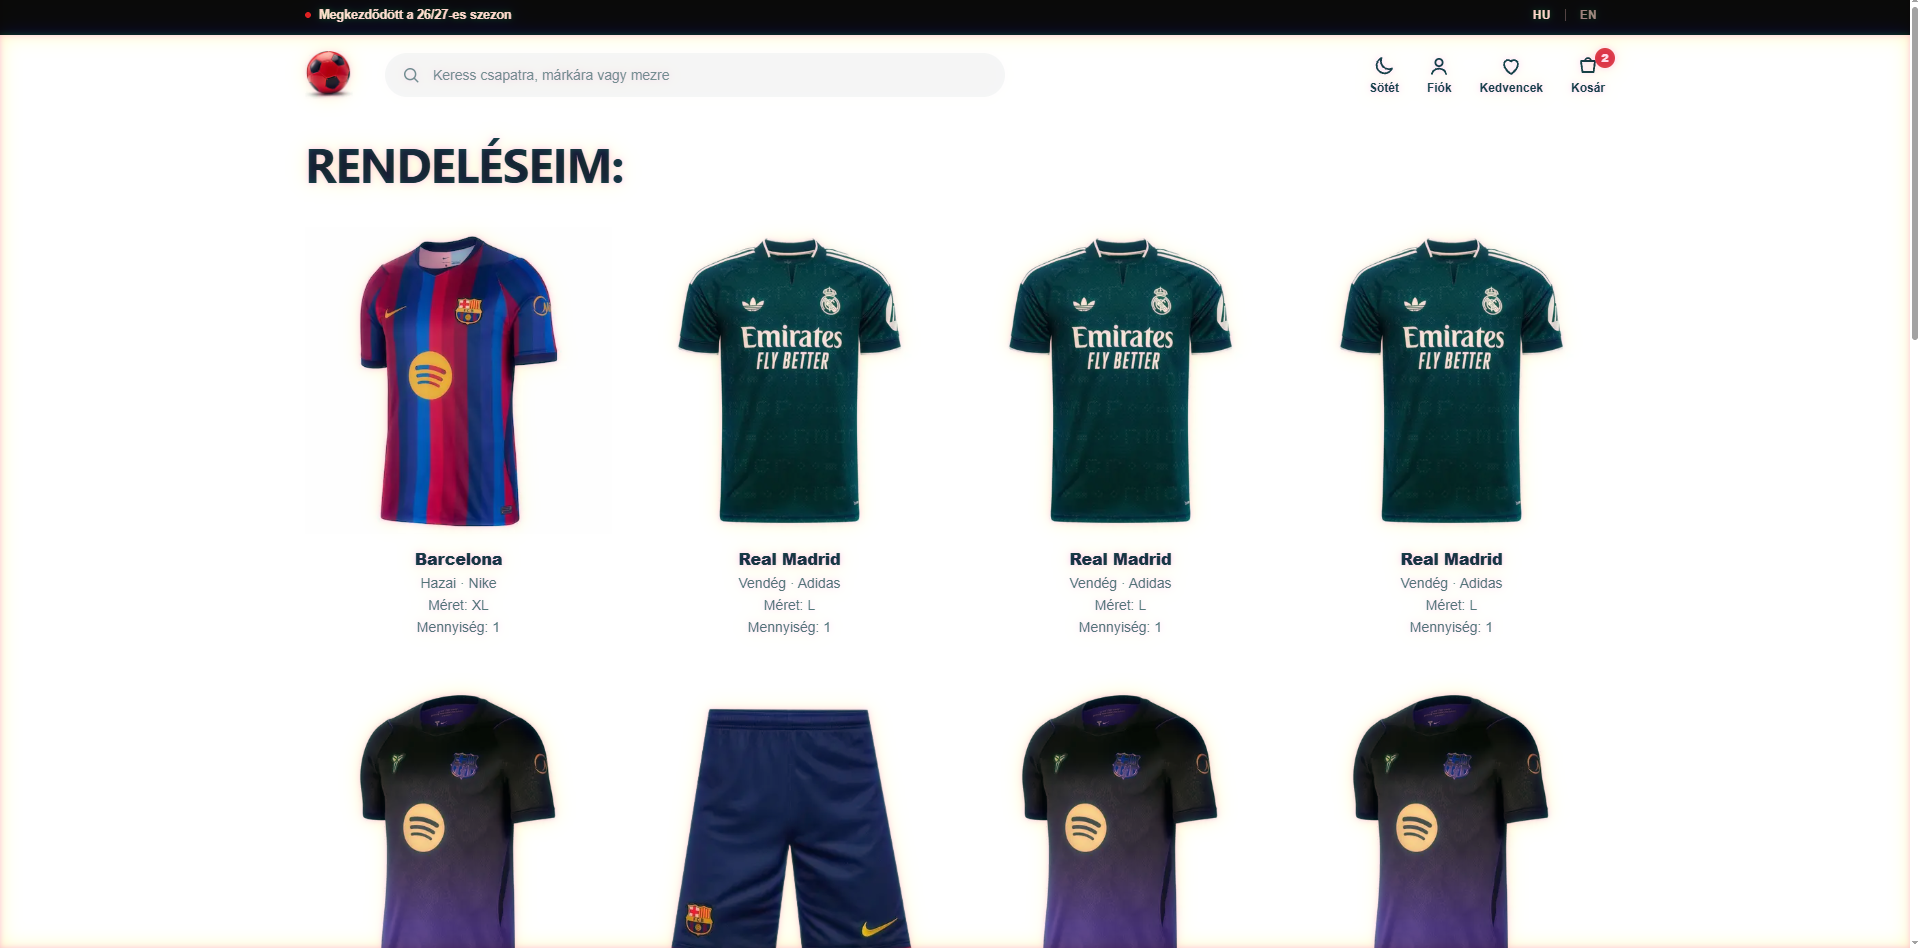 Megkezdődött a 26/27-es szezon
HU | EN
Keress csapatra, márkára vagy mezre
Sötét
Fiók
Kedvencek
2
Kosár
RENDELÉSEIM:
Emirates
FLY BETTER
Emirates
FLY BETTER
Emirates
FLY BETTER
Barcelona
Hazai · Nike
Méret: XL
Mennyiség: 1
Real Madrid
Vendég · Adidas
Méret: L
Mennyiség: 1
Real Madrid
Vendég · Adidas
Méret: L
Mennyiség: 1
Real Madrid
Vendég · Adidas
Méret: L
Mennyiség: 1